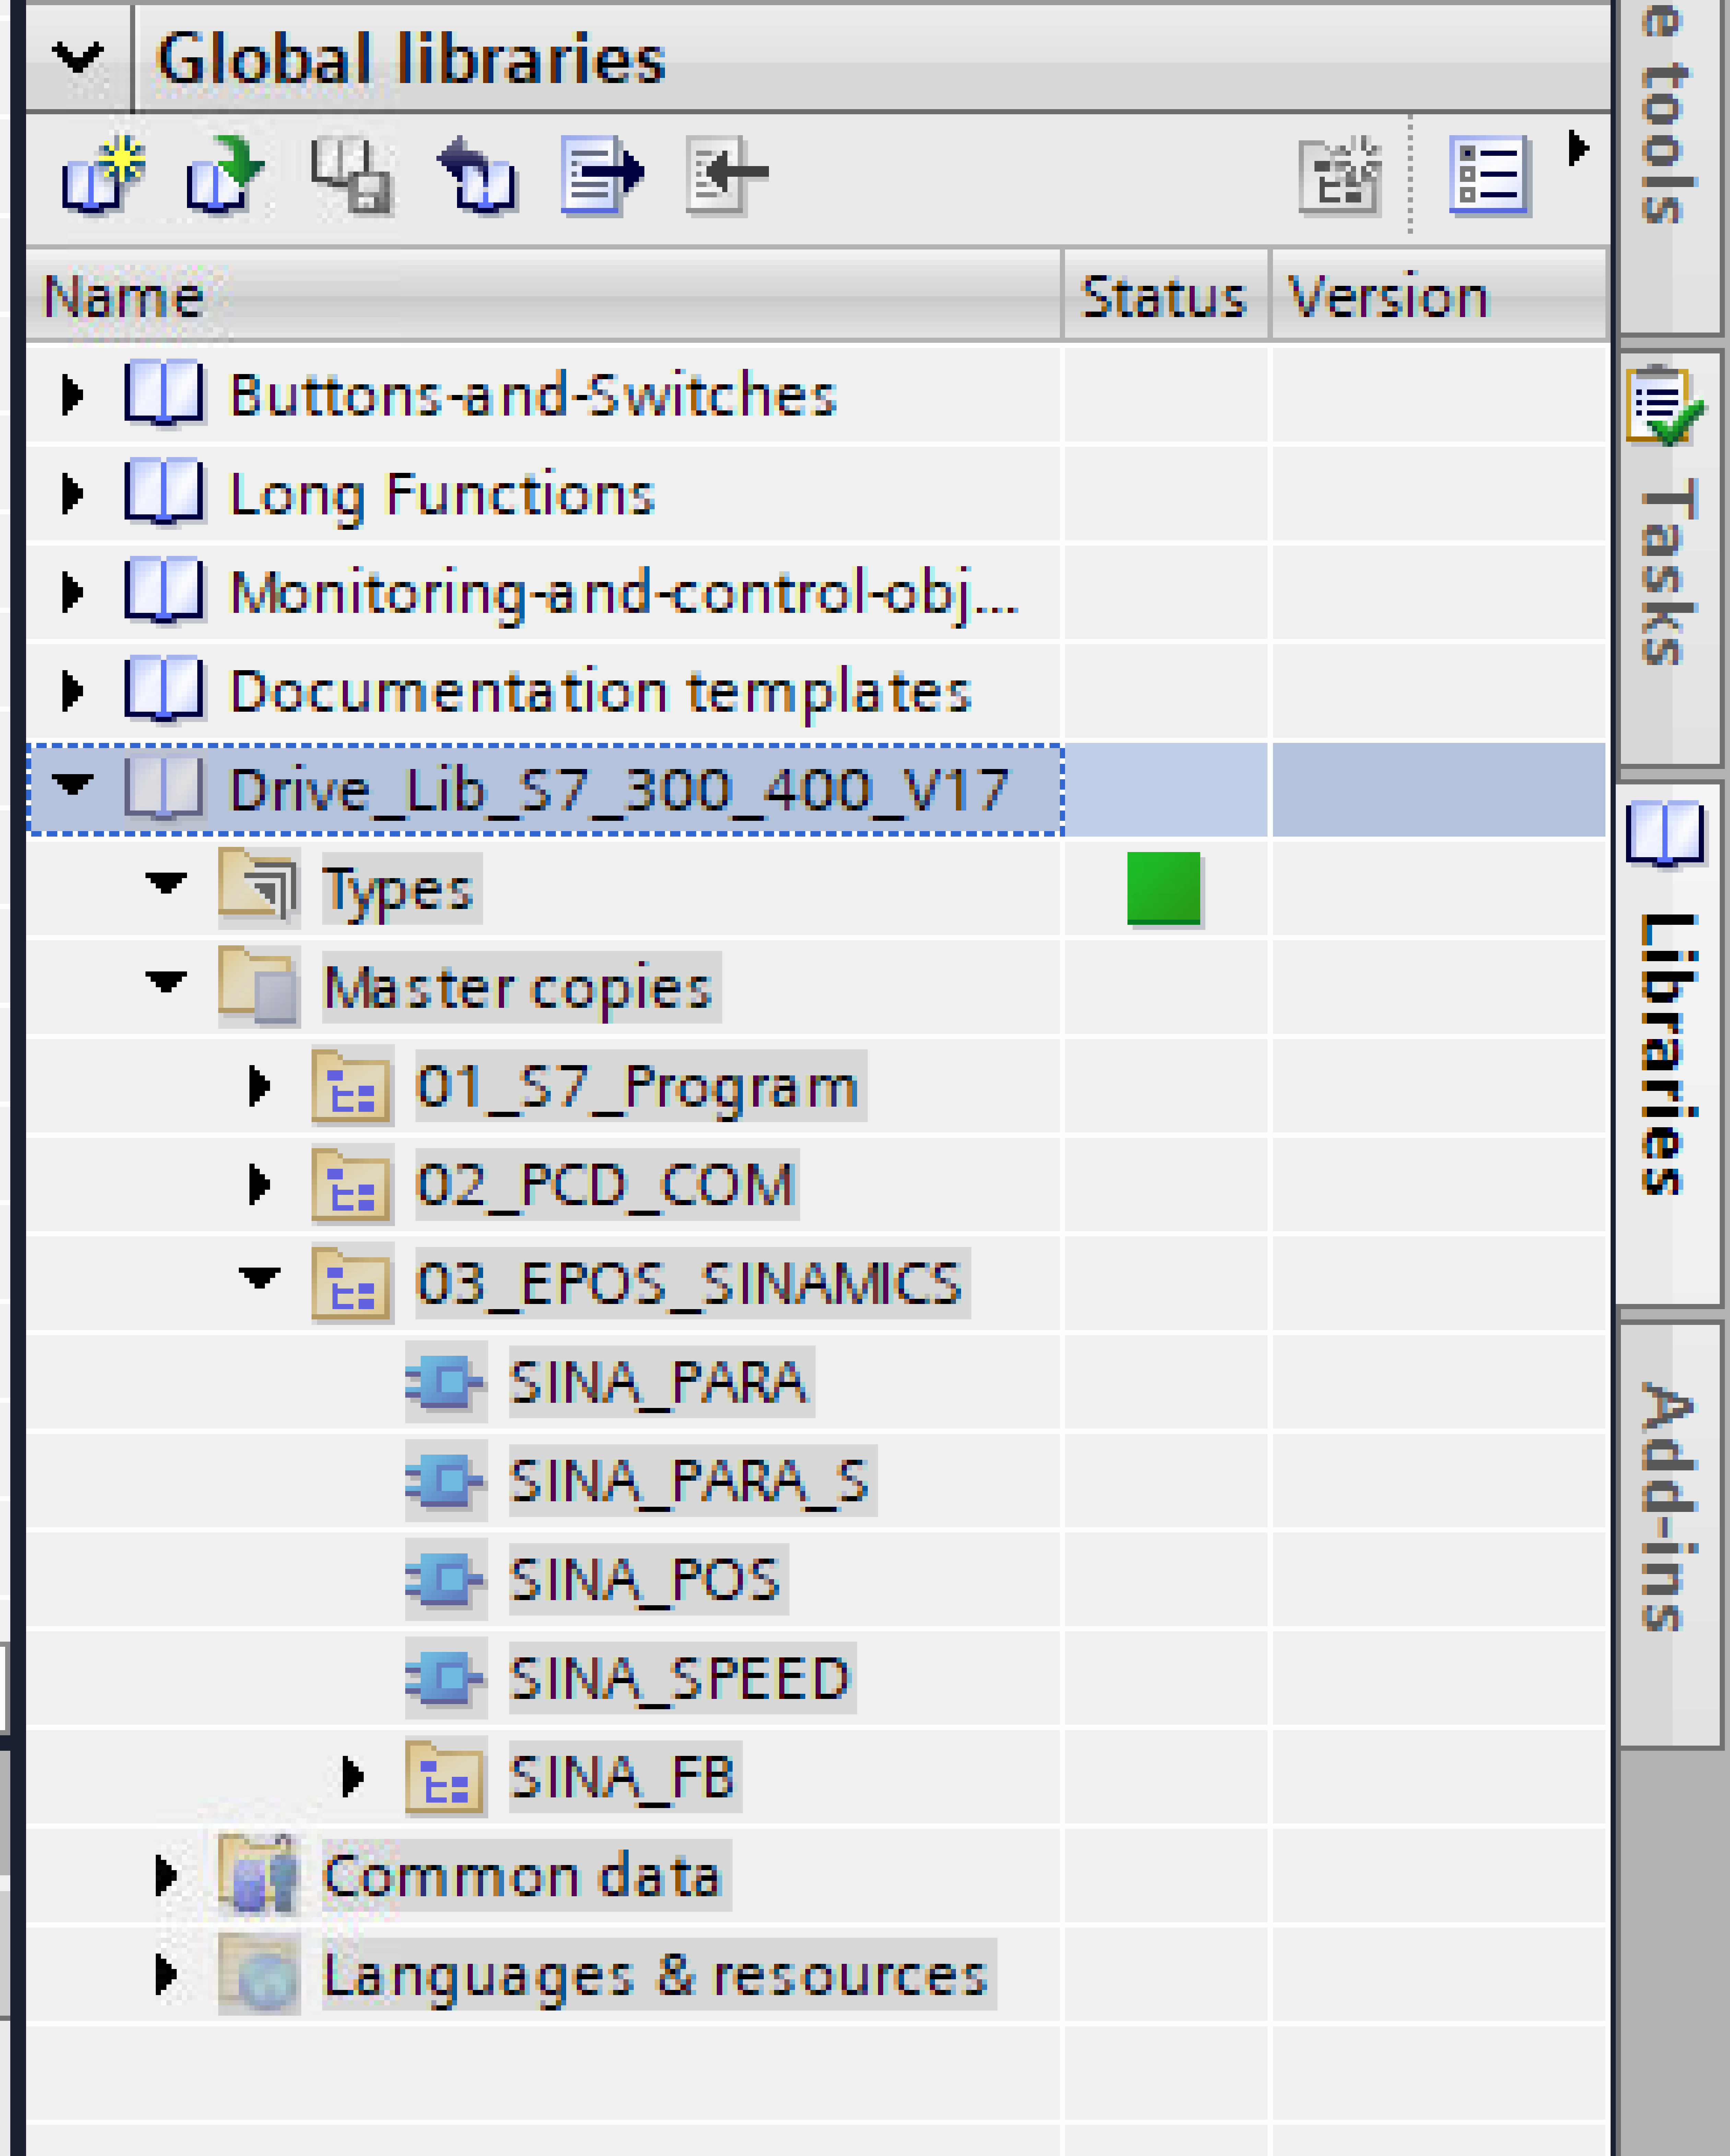 Global libraries
Name Status Version
Buttons-and-Switches
Long Functions
Monitoring-and-control-obj...
Documentation templates
Drive_Lib_S7_300_400_V17
Types
Master copies
01_S7_Program
02_PCD_COM
03_EPOS_SINAMICS
SINA_PARA
SINA_PARA_S
SINA_POS
SINA_SPEED
SINA_FB
Common data
Languages & resources
e tools
Tasks
Libraries
Add-ins